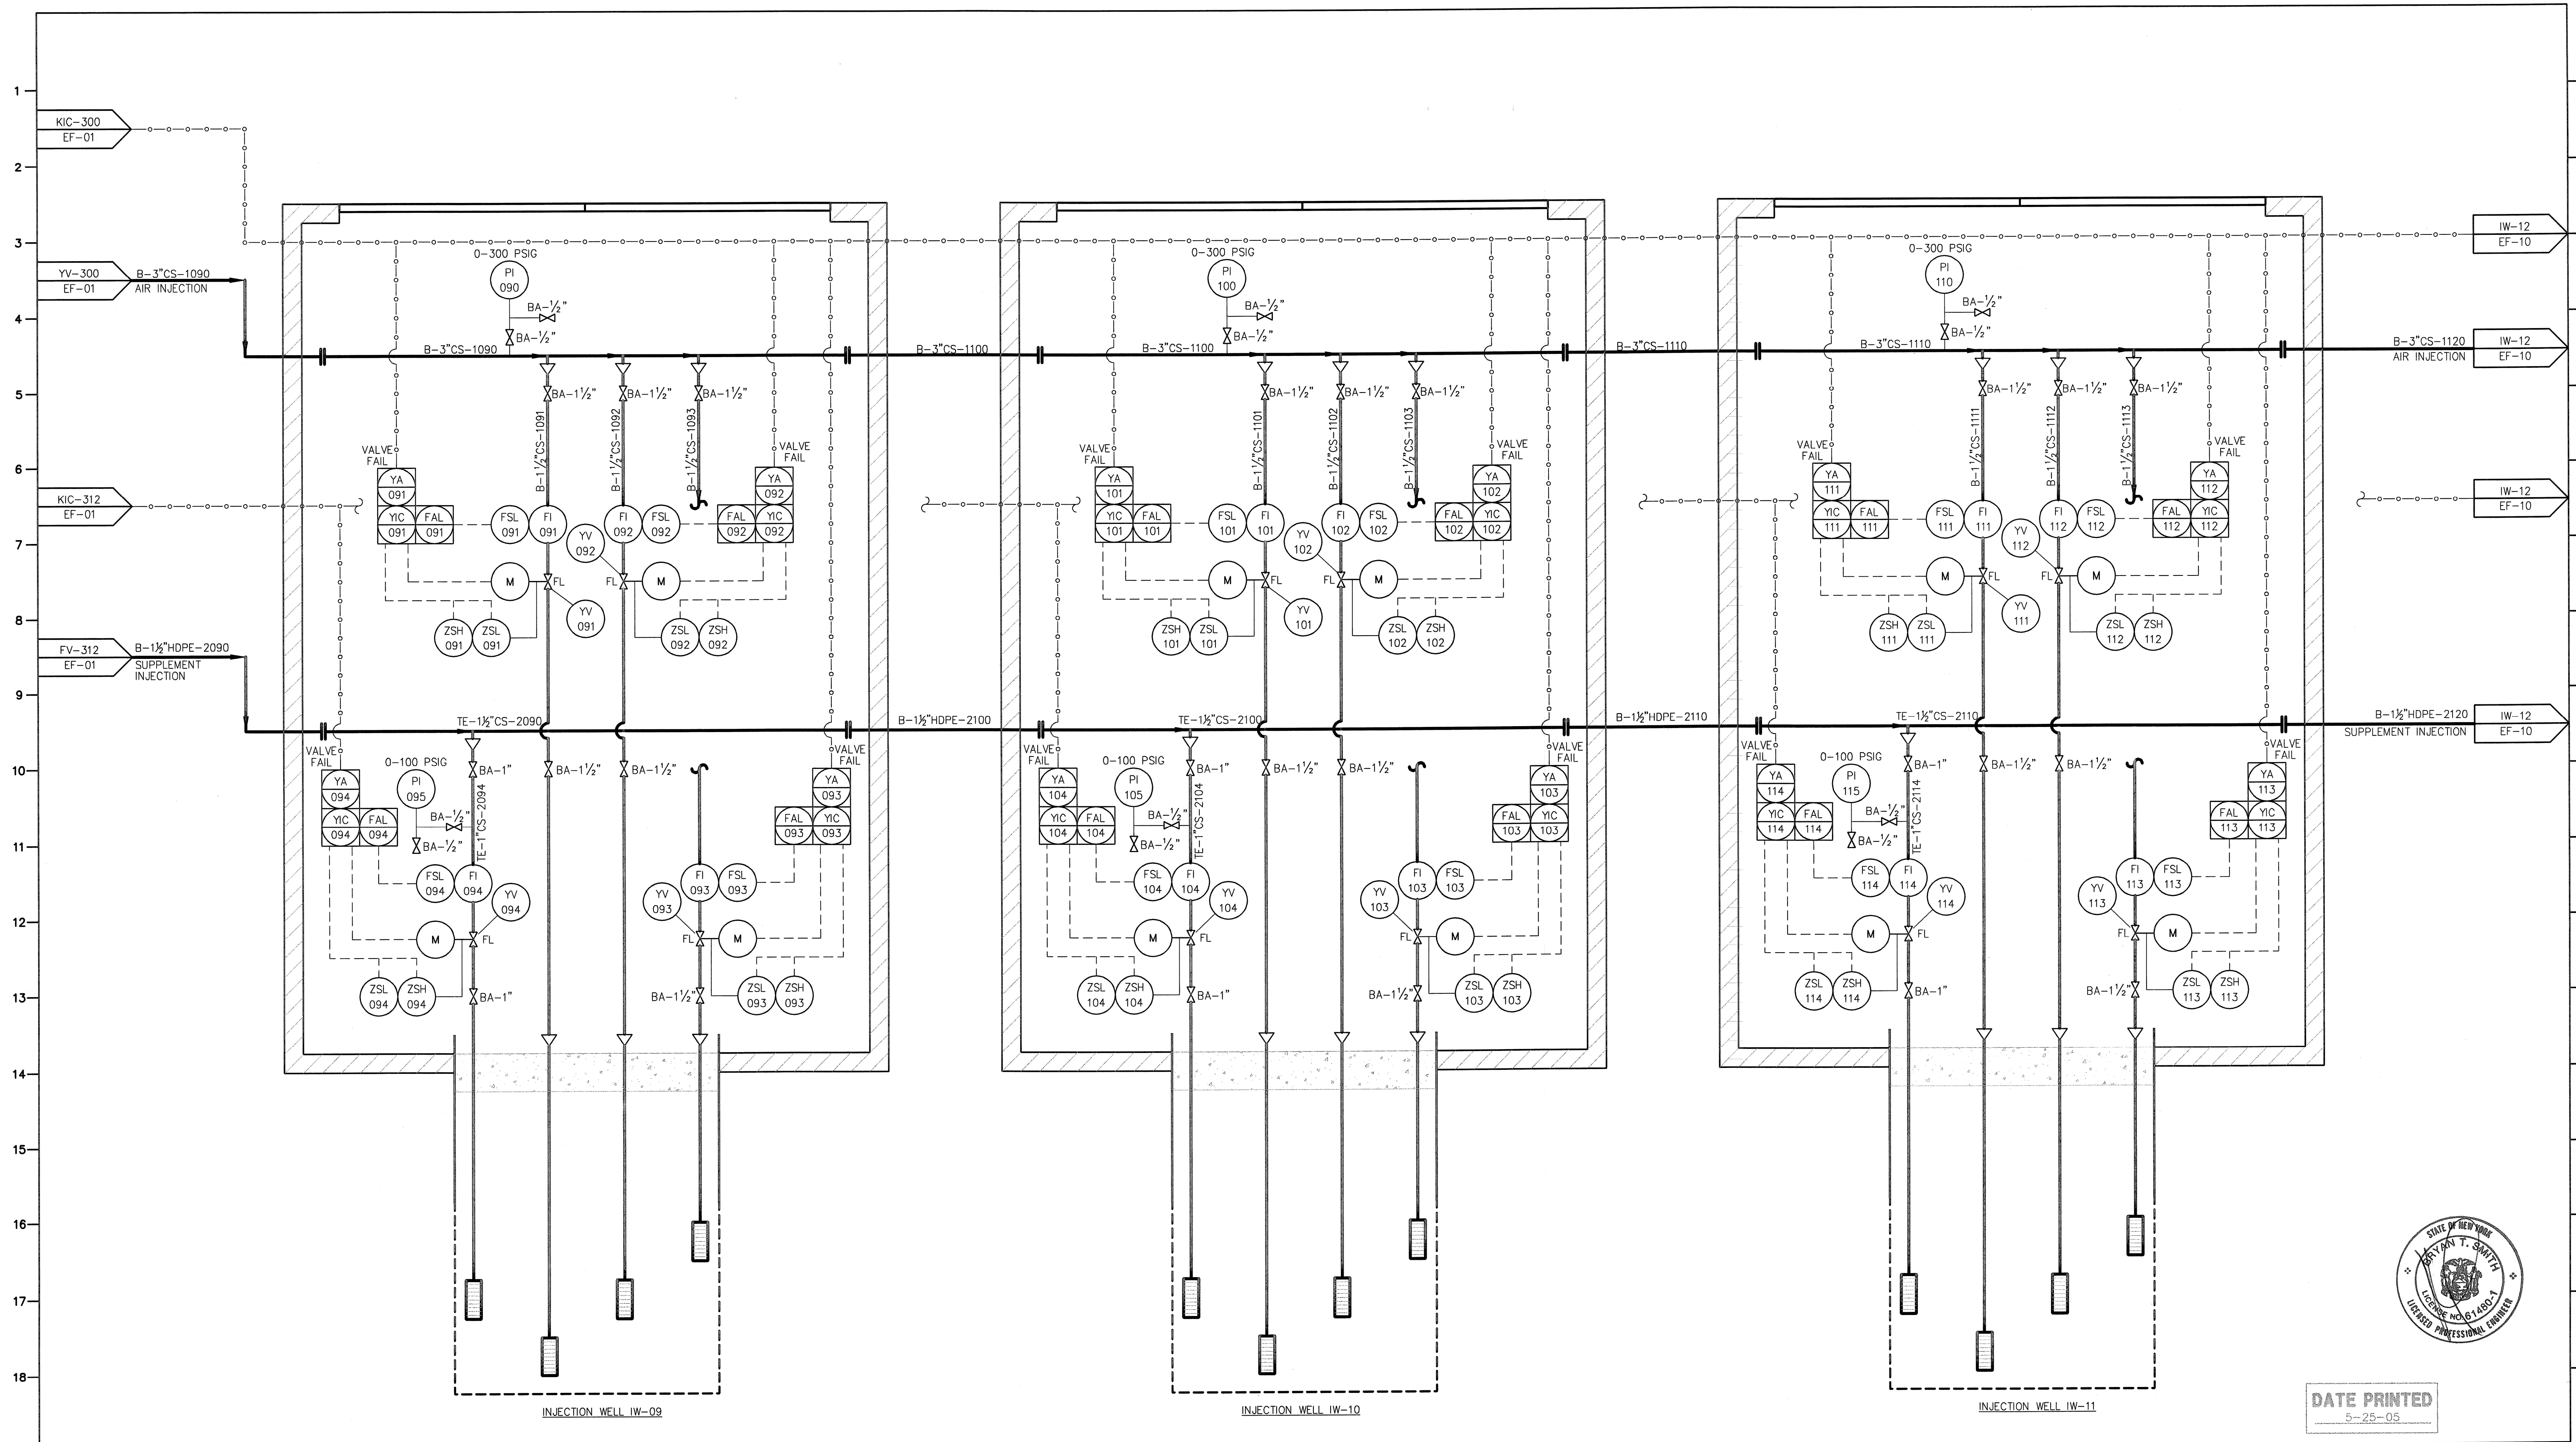 1
2
3
4
5
6
7
8
9
10
11
12
13
14
15
16
17
18
KIC-300
EF-01
YV-300
EF-01
B-3"CS-1090
AIR INJECTION
KIC-312
EF-01
FV-312
EF-01
B-1½"HDPE-2090
SUPPLEMENT
INJECTION
0-300 PSIG
PI
090
BA-½"
BA-½"
B-3"CS-1090
BA-1½"
BA-1½"
BA-1½"
B-1½"CS-1091
B-1½"CS-1092
B-1½"CS-1093
VALVE
FAIL
YA
091
YIC
091
FAL
091
FSL
091
FI
091
FI
092
FSL
092
VALVE
FAIL
YA
092
FAL
092
YIC
092
YV
092
M
FL
FL
M
YV
091
ZSH
091
ZSL
091
ZSL
092
ZSH
092
TE-1½"CS-2090
VALVE
FAIL
YA
094
YIC
094
FAL
094
0-100 PSIG
PI
095
BA-½"
BA-½"
BA-1"
TE-1"CS-2094
BA-1½"
BA-1½"
VALVE
FAIL
YA
093
FAL
093
YIC
093
FSL
094
FI
094
YV
094
FI
093
FSL
093
YV
093
M
FL
FL
M
ZSL
094
ZSH
094
BA-1"
BA-1½"
ZSL
093
ZSH
093
INJECTION WELL IW-09
B-3"CS-1100
B-1½"HDPE-2100
0-300 PSIG
PI
100
BA-½"
BA-½"
B-3"CS-1100
BA-1½"
BA-1½"
BA-1½"
B-1½"CS-1101
B-1½"CS-1102
B-1½"CS-1103
VALVE
FAIL
YA
101
YIC
101
FAL
101
FSL
101
FI
101
FI
102
FSL
102
VALVE
FAIL
YA
102
FAL
102
YIC
102
YV
102
M
FL
FL
M
YV
101
ZSH
101
ZSL
101
ZSL
102
ZSH
102
TE-1½"CS-2100
VALVE
FAIL
YA
104
YIC
104
FAL
104
0-100 PSIG
PI
105
BA-½"
BA-½"
BA-1"
TE-1"CS-2104
BA-1½"
BA-1½"
VALVE
FAIL
YA
103
FAL
103
YIC
103
FSL
104
FI
104
YV
104
FI
103
FSL
103
YV
103
M
FL
FL
M
ZSL
104
ZSH
104
BA-1"
BA-1½"
ZSL
103
ZSH
103
INJECTION WELL IW-10
B-3"CS-1110
B-1½"HDPE-2110
0-300 PSIG
PI
110
BA-½"
BA-½"
B-3"CS-1110
BA-1½"
BA-1½"
BA-1½"
B-1½"CS-1111
B-1½"CS-1112
B-1½"CS-1113
VALVE
FAIL
YA
111
YIC
111
FAL
111
FSL
111
FI
111
FI
112
FSL
112
VALVE
FAIL
YA
112
FAL
112
YIC
112
YV
112
M
FL
FL
M
YV
111
ZSH
111
ZSL
111
ZSL
112
ZSH
112
TE-1½"CS-2110
VALVE
FAIL
YA
114
YIC
114
FAL
114
0-100 PSIG
PI
115
BA-½"
BA-½"
BA-1"
TE-1"CS-2114
BA-1½"
BA-1½"
VALVE
FAIL
YA
113
FAL
113
YIC
113
FSL
114
FI
114
YV
114
FI
113
FSL
113
YV
113
M
FL
FL
M
ZSL
114
ZSH
114
BA-1"
BA-1½"
ZSL
113
ZSH
113
INJECTION WELL IW-11
IW-12
EF-10
B-3"CS-1120
AIR INJECTION
IW-12
EF-10
IW-12
EF-10
B-1½"HDPE-2120
SUPPLEMENT INJECTION
IW-12
EF-10
STATE OF NEW YORK
BRYAN T. SMITH
LICENSE NO. 61480-1
LICENSED PROFESSIONAL ENGINEER
DATE PRINTED
5-25-05